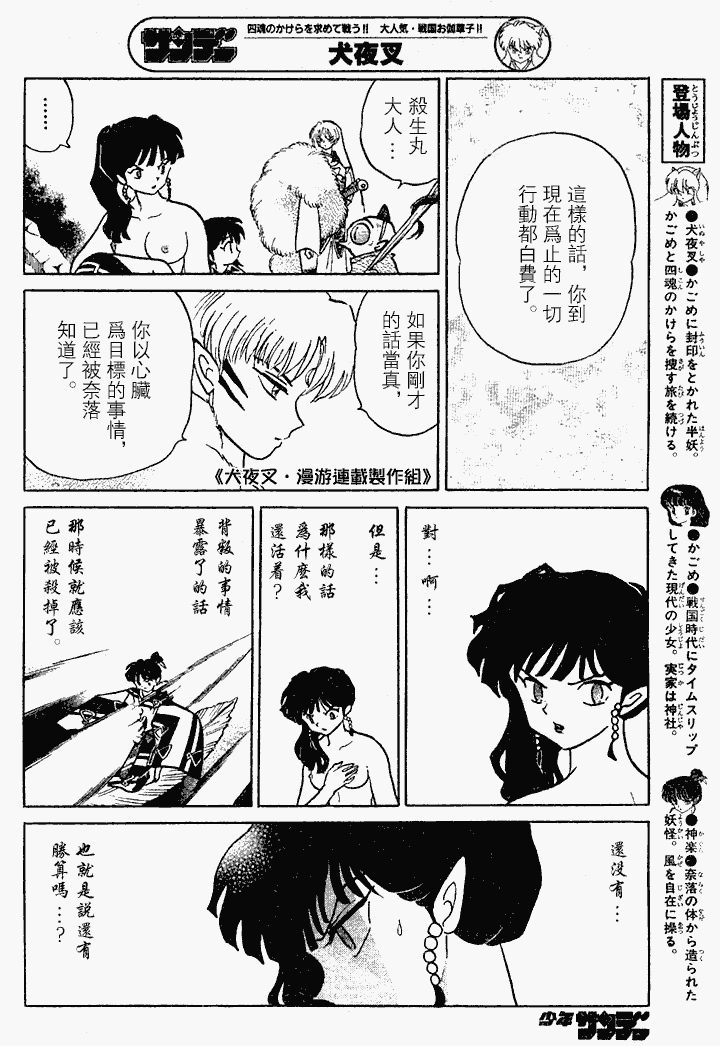 サンデー
四魂のかけらを求めて戦う!! 大人気・戦国お伽草子!!
犬夜叉
這樣的話，你到
現在爲止的一切
行動都白費了。
殺生丸
大人…
……
如果你剛才
的話當真，
你以心臟
爲目標的事情，
已經被奈落
知道了。
《犬夜叉・漫游連載製作組》
對…啊…
但是…
那樣的話
爲什麽我
還活着？
背叛的事情
暴露了的話
那時候就應該
已經被殺掉了。
還没有…
也就是説還有
勝算嗎…？
登場人物
●犬夜叉●かごめに封印をとかれた半妖。
かごめと四魂のかけらを捜す旅を続ける。
●かごめ●戦国時代にタイムスリップ
してきた現代の少女。実家は神社。
●神楽●奈落の体から造られた
妖怪。風を自在に操る。
少年サンデー